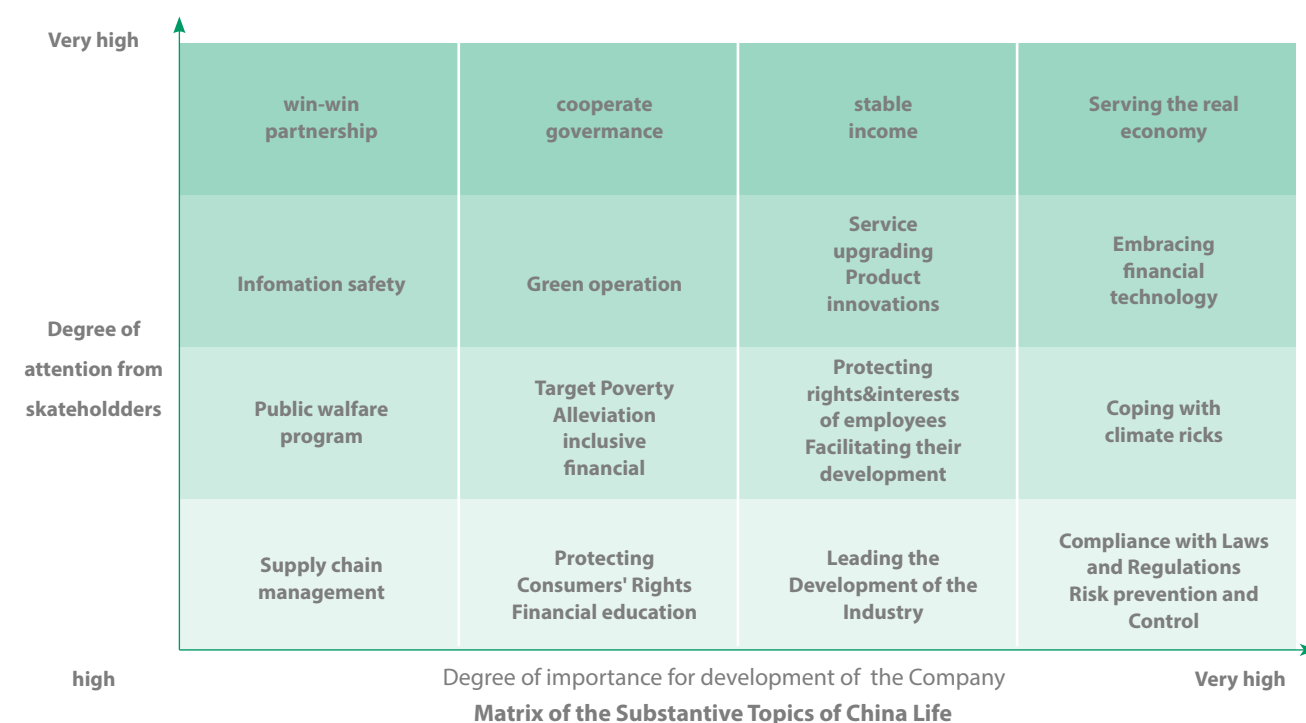 Very high
win-win
partnership
cooperate
govermance
stable
income
Serving the real
economy
Infomation safety
Green operation
Service
upgrading
Product
innovations
Embracing
financial
technology
Degree of
attention from
skateholdders
Public walfare
program
Target Poverty
Alleviation
inclusive
financial
Protecting
rights&interests
of employees
Facilitating their
development
Coping with
climate ricks
Supply chain
management
Protecting
Consumers' Rights
Financial education
Leading the
Development of the
Industry
Compliance with Laws
and Regulations
Risk prevention and
Control
high
Degree of importance for development of the Company
Very high
Matrix of the Substantive Topics of China Life